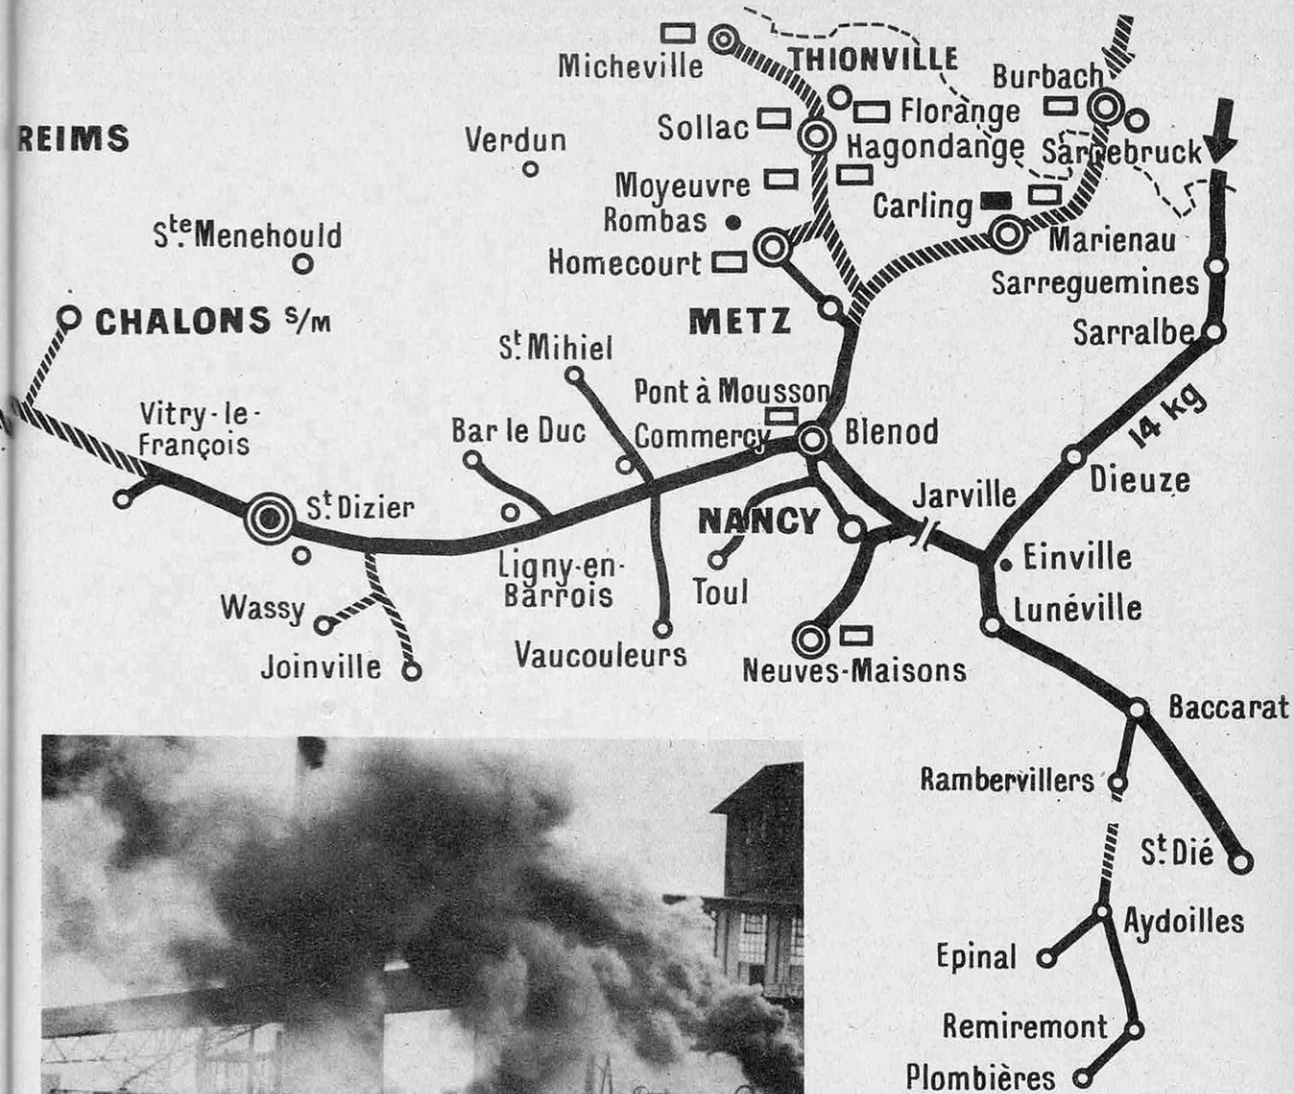 Micheville
THIONVILLE
Burbach
REIMS
Verdun
Sollac
Florange
Hagondange
Sarrebruck
Moyeuvre
Carling
Rombas
Marienau
Ste Menehould
Homecourt
Sarreguemines
CHALONS S/M
METZ
Sarralbe
St Mihiel
Pont à Mousson
14 kg
Vitry-le-
François
Bar le Duc
Commercy
Blenod
Dieuze
St Dizier
NANCY
Jarville
Ligny-en-
Barrois
Toul
Einville
Wassy
Lunéville
Joinville
Vaucouleurs
Neuves-Maisons
Baccarat
Rambervillers
St Dié
Aydoilles
Epinal
Remiremont
Plombières